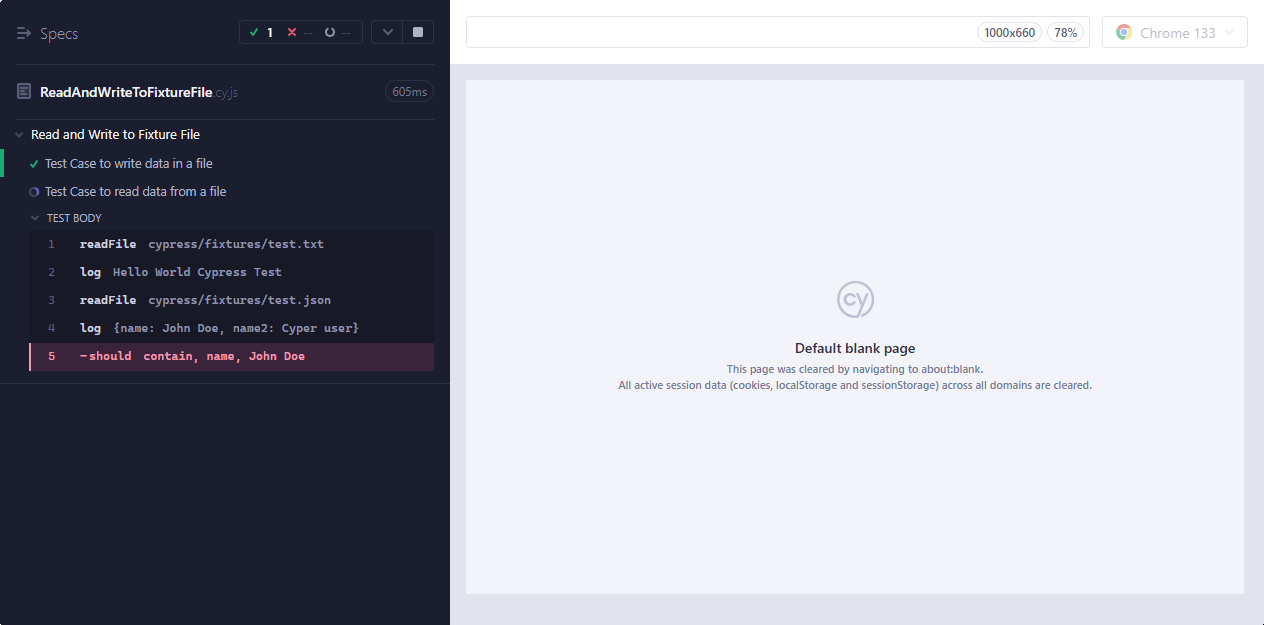 Specs
1 -- --
ReadAndWriteToFixtureFile.cy.js 605ms
Read and Write to Fixture File
Test Case to write data in a file
Test Case to read data from a file
TEST BODY
1 readFile cypress/fixtures/test.txt
2 log Hello World Cypress Test
3 readFile cypress/fixtures/test.json
4 log {name: John Doe, name2: Cyper user}
5 -should contain, name, John Doe
1000x660 78% Chrome 133
cy
Default blank page
This page was cleared by navigating to about:blank.
All active session data (cookies, localStorage and sessionStorage) across all domains are cleared.